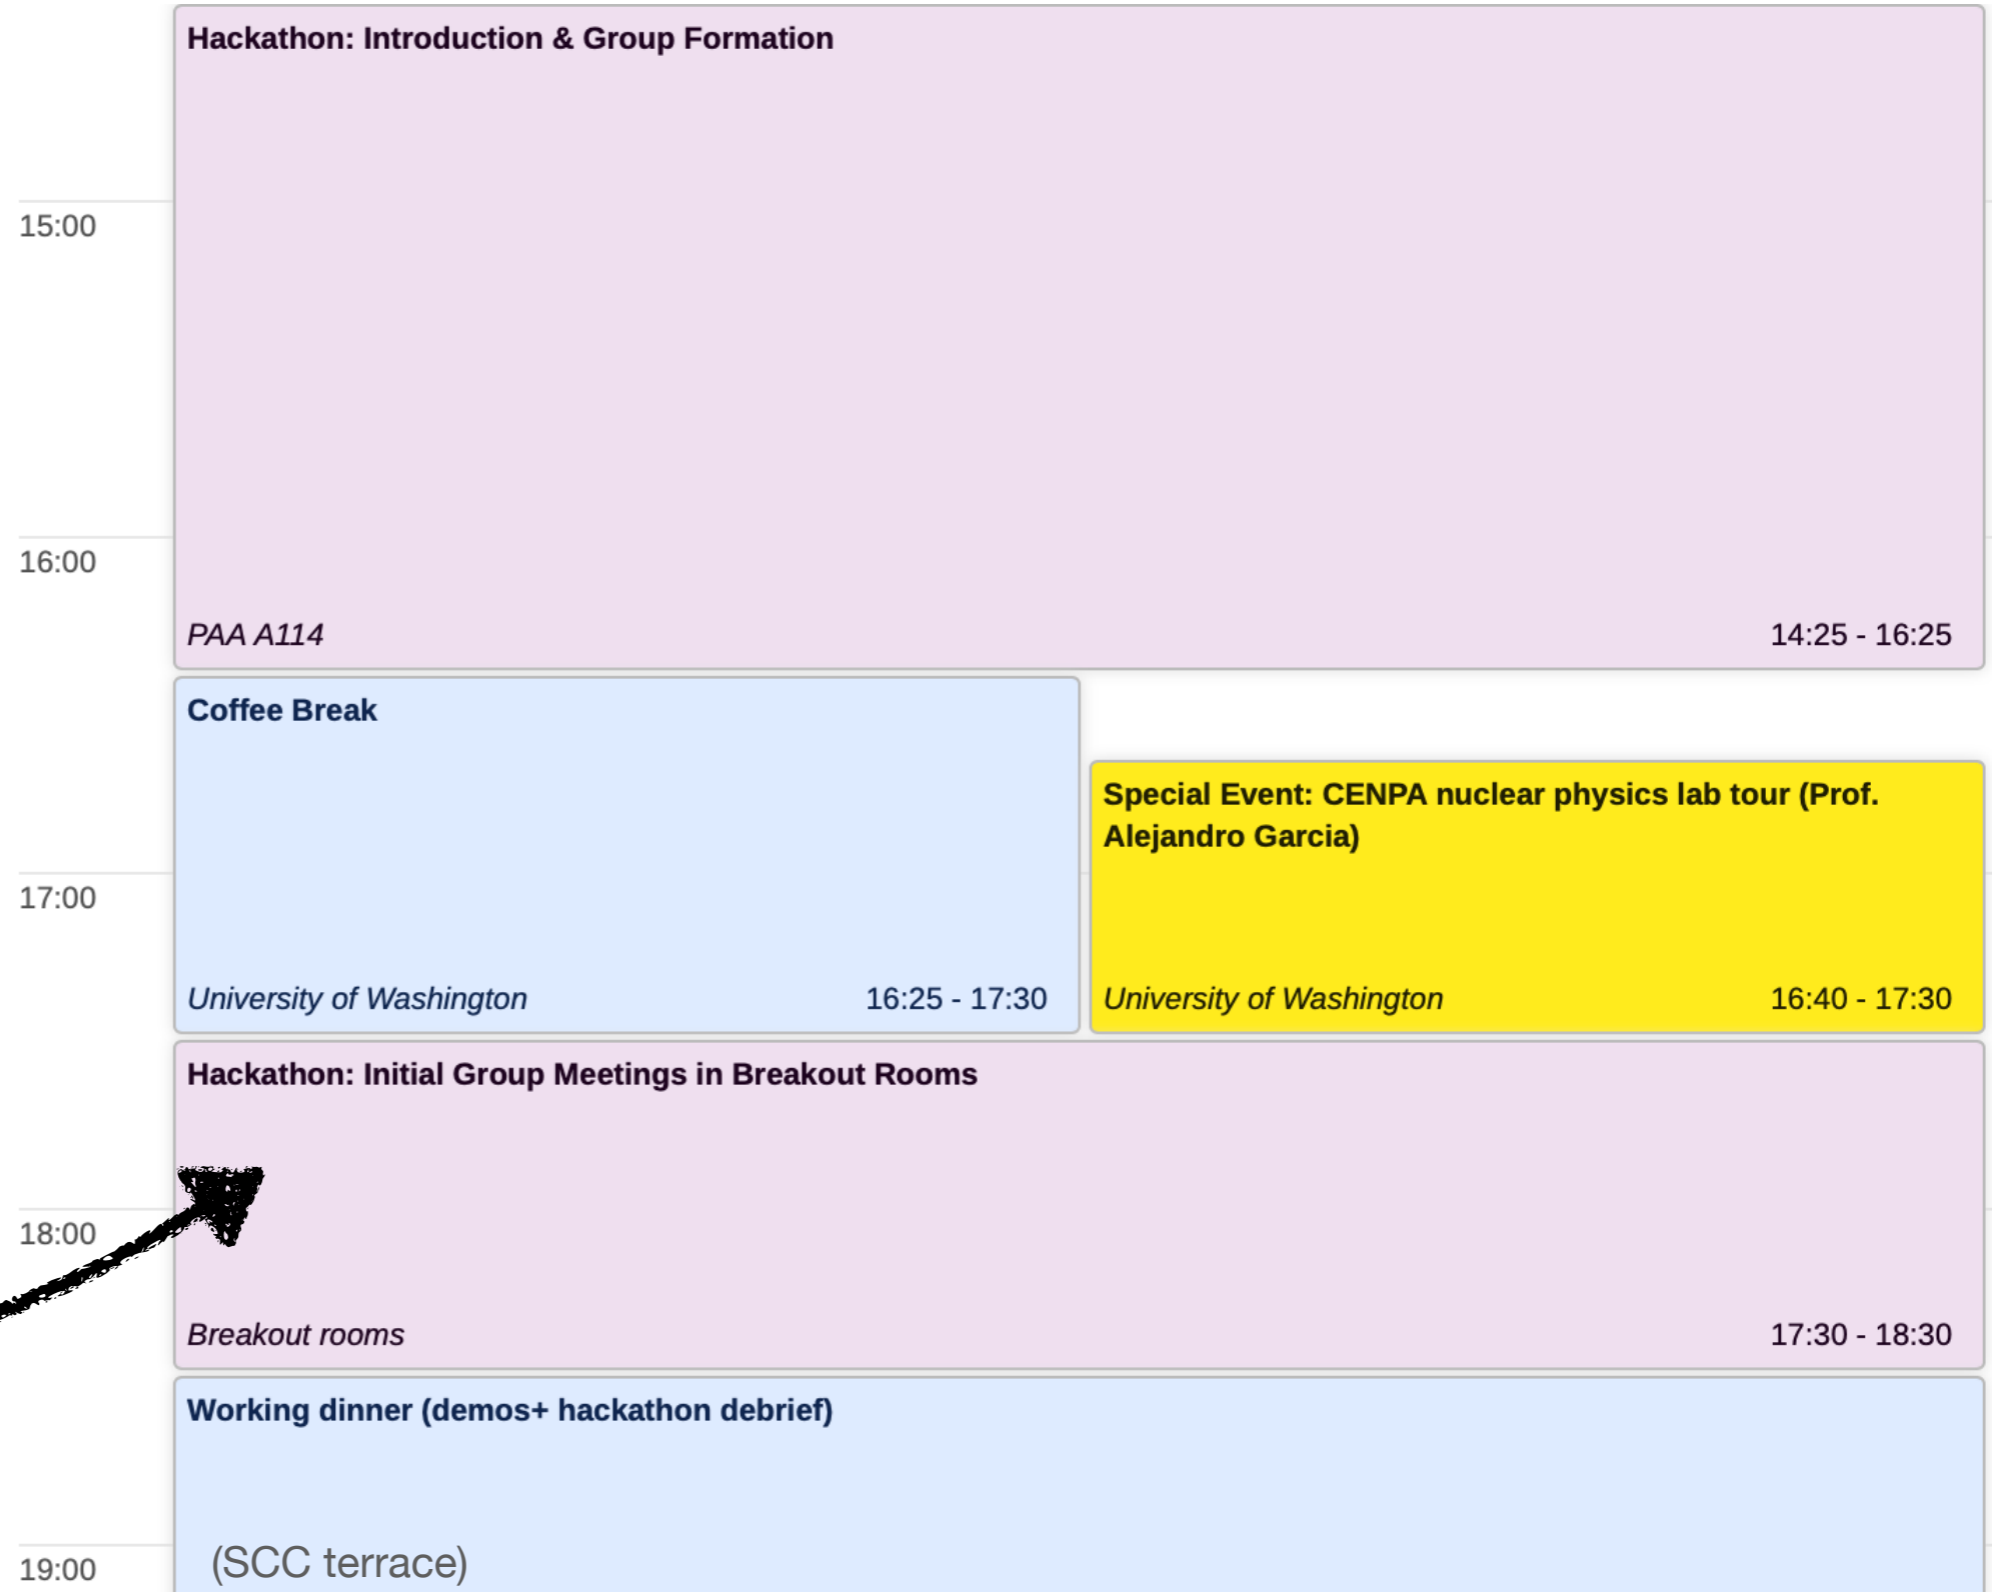 Hackathon: Introduction & Group Formation
15:00
16:00
PAA A114 14:25 - 16:25
Coffee Break
Special Event: CENPA nuclear physics lab tour (Prof.
Alejandro Garcia)
17:00
University of Washington 16:25 - 17:30
University of Washington 16:40 - 17:30
Hackathon: Initial Group Meetings in Breakout Rooms
18:00
Breakout rooms 17:30 - 18:30
Working dinner (demos+ hackathon debrief)
19:00
(SCC terrace)